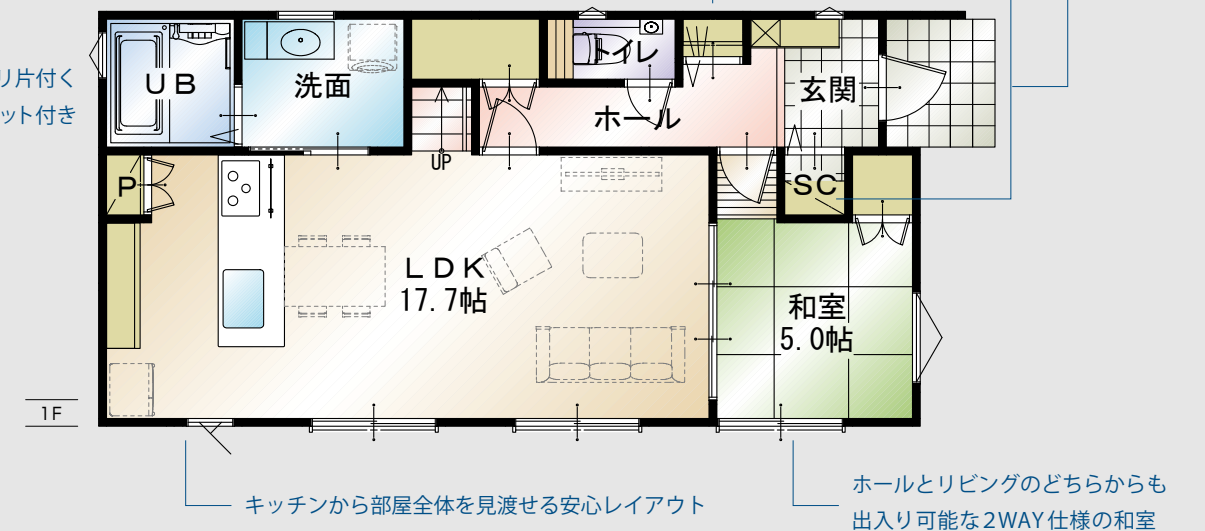 リ片付く
ット付き
UB
洗面
トイレ
ホール
玄関
UP
P
SC
LDK
17.7帖
和室
5.0帖
1F
キッチンから部屋全体を見渡せる安心レイアウト
ホールとリビングのどちらからも
出入り可能な2WAY仕様の和室